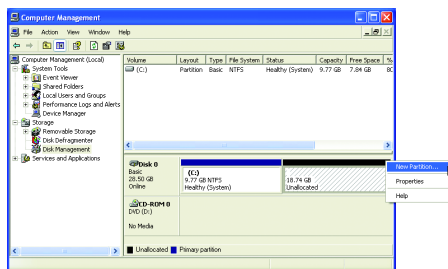 Computer Management
File Action View Window Help
Computer Management (Local)
System Tools
Event Viewer
Shared Folders
Local Users and Groups
Performance Logs and Alerts
Device Manager
Storage
Removable Storage
Disk Defragmenter
Disk Management
Services and Applications
Volume Layout Type File System Status Capacity Free Space %
(C:) Partition Basic NTFS Healthy (System) 9.77 GB 7.84 GB 80
Disk 0
Basic
28.50 GB
Online
(C:)
9.77 GB NTFS
Healthy (System)
18.74 GB
Unallocated
CD-ROM 0
DVD (D:)
No Media
Unallocated Primary partition
New Partition...
Properties
Help